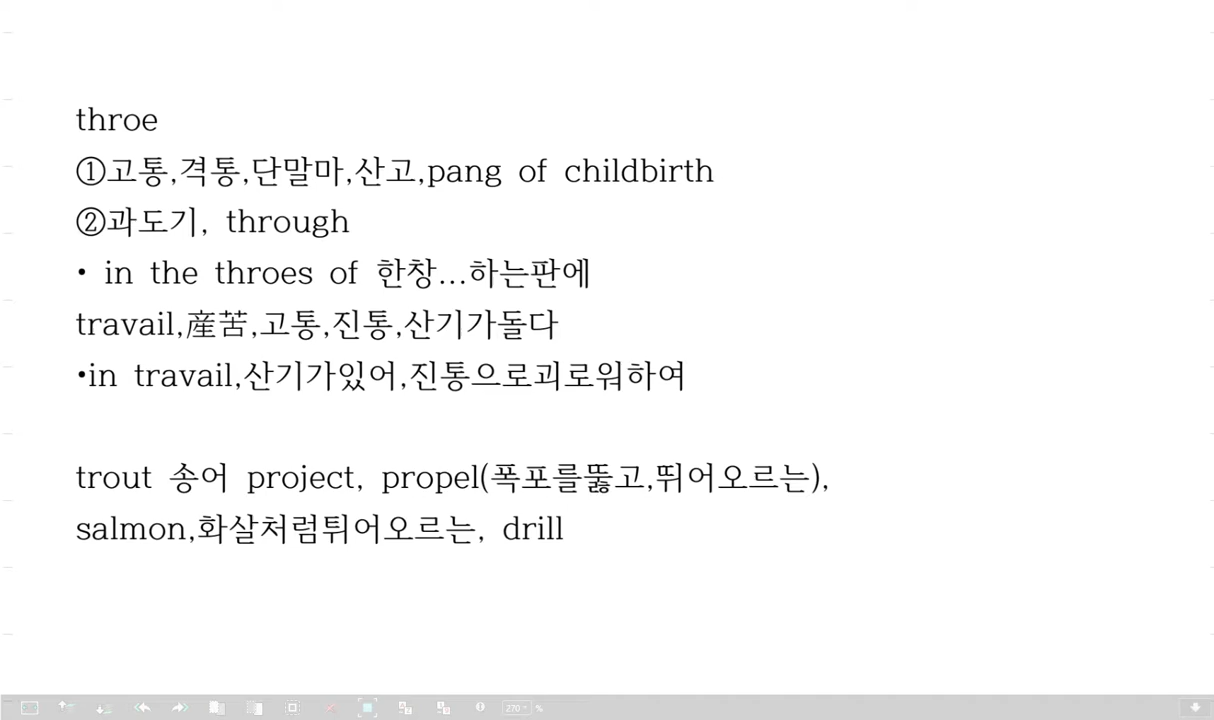 throe
①고통,격통,단말마,산고,pang of childbirth
②과도기, through
• in the throes of 한창...하는판에
travail,産苦,고통,진통,산기가돌다
•in travail,산기가있어,진통으로괴로워하여
trout 송어 project, propel(폭포를뚫고,뛰어오르는),
salmon,화살처럼튀어오르는, drill
270 %